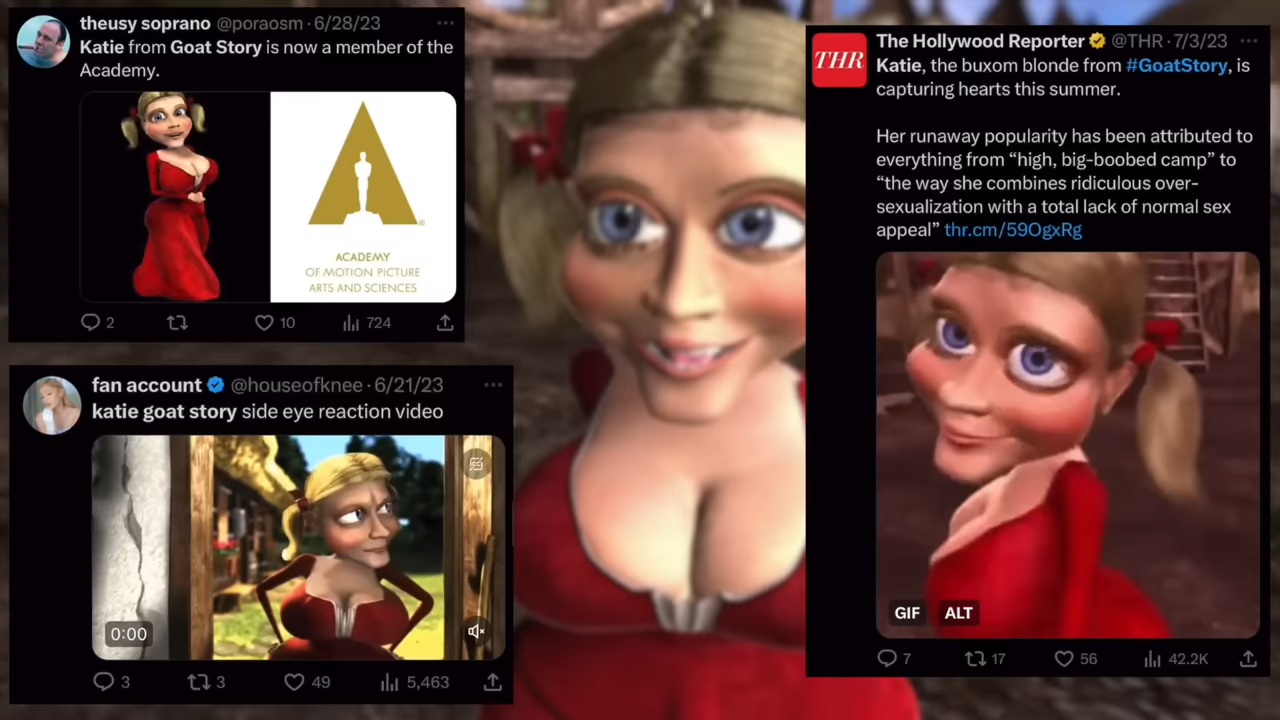 theusy soprano @poraosm · 6/28/23
Katie from Goat Story is now a member of the
Academy.
ACADEMY
OF MOTION PICTURE
ARTS AND SCIENCES
2 10 724
fan account @houseofknee · 6/21/23
katie goat story side eye reaction video
0:00
3 3 49 5,463
THR
The Hollywood Reporter @THR · 7/3/23
Katie, the buxom blonde from #GoatStory, is
capturing hearts this summer.
Her runaway popularity has been attributed to
everything from “high, big-boobed camp” to
“the way she combines ridiculous over-
sexualization with a total lack of normal sex
appeal” thr.cm/59OgxRg
GIF ALT
7 17 56 42.2K